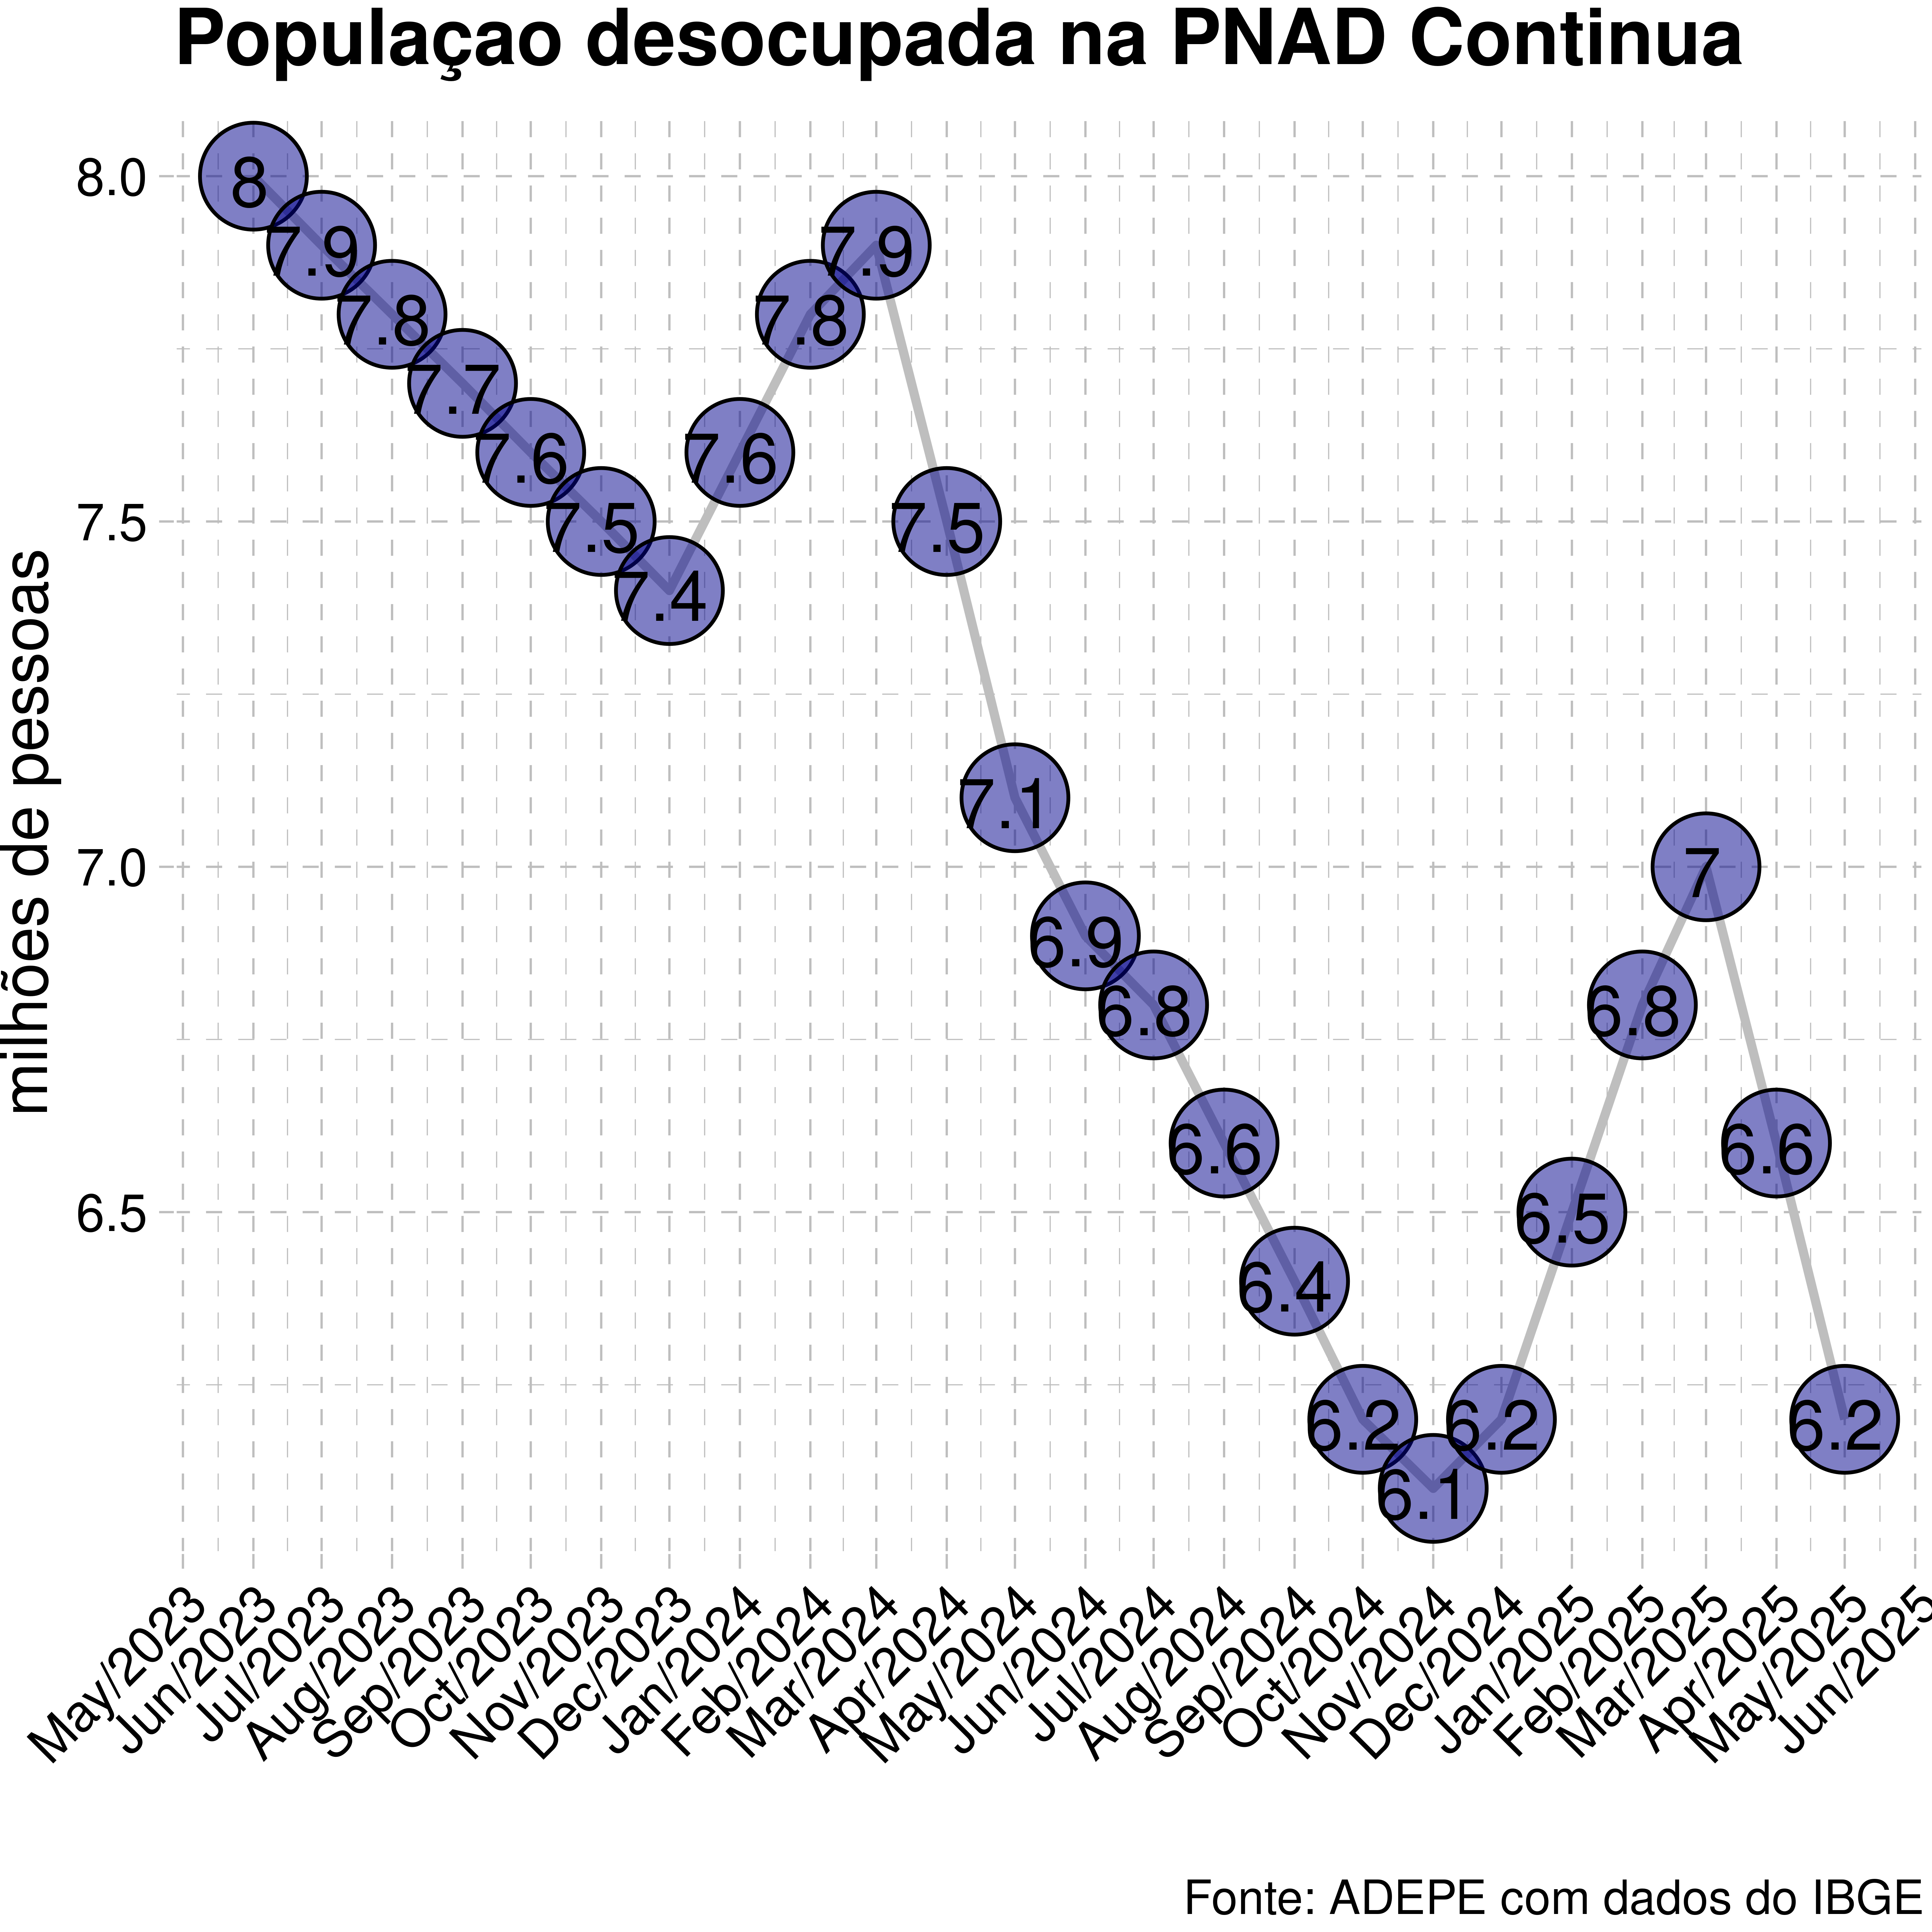 Populaçao desocupada na PNAD Continua
milhões de pessoas
8.0
7.5
7.0
6.5
8
7.9
7.8
7.7
7.6
7.5
7.4
7.6
7.8
7.9
7.5
7.1
6.9
6.8
6.6
6.4
6.2
6.1
6.2
6.5
6.8
7
6.6
6.2
May/2023
Jun/2023
Jul/2023
Aug/2023
Sep/2023
Oct/2023
Nov/2023
Dec/2023
Jan/2024
Feb/2024
Mar/2024
Apr/2024
May/2024
Jun/2024
Jul/2024
Aug/2024
Sep/2024
Oct/2024
Nov/2024
Dec/2024
Jan/2025
Feb/2025
Mar/2025
Apr/2025
May/2025
Jun/2025
Fonte: ADEPE com dados do IBGE